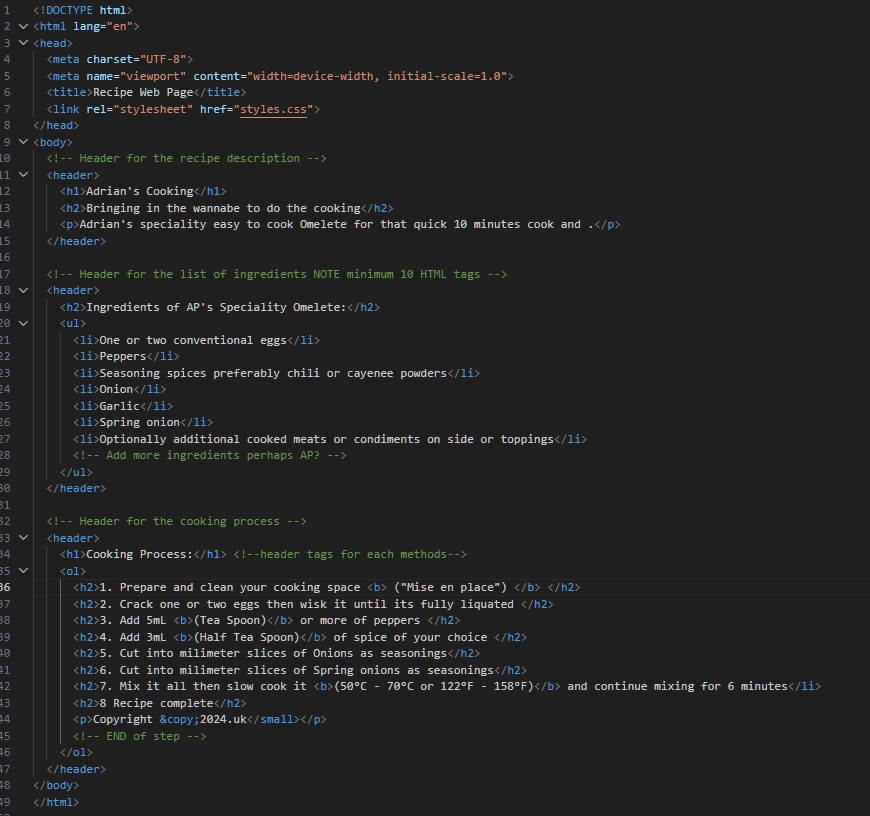 1 <!DOCTYPE html>
2 <html lang="en">
3 <head>
4 <meta charset="UTF-8">
5 <meta name="viewport" content="width=device-width, initial-scale=1.0">
6 <title>Recipe Web Page</title>
7 <link rel="stylesheet" href="styles.css">
8 </head>
9 <body>
10 <!-- Header for the recipe description -->
11 <header>
12 <h1>Adrian's Cooking</h1>
13 <h2>Bringing in the wannabe to do the cooking</h2>
14 <p>Adrian's speciality easy to cook Omelete for that quick 10 minutes cook and .</p>
15 </header>
16
17 <!-- Header for the list of ingredients NOTE minimum 10 HTML tags -->
18 <header>
19 <h2>Ingredients of AP's Speciality Omelete:</h2>
20 <ul>
21 <li>One or two conventional eggs</li>
22 <li>Peppers</li>
23 <li>Seasoning spices preferably chili or cayenee powders</li>
24 <li>Onion</li>
25 <li>Garlic</li>
26 <li>Spring onion</li>
27 <li>Optionally additional cooked meats or condiments on side or toppings</li>
28 <!-- Add more ingredients perhaps AP? -->
29 </ul>
30 </header>
31
32 <!-- Header for the cooking process -->
33 <header>
34 <h1>Cooking Process:</h1> <!--header tags for each methods-->
35 <ol>
36 <h2>1. Prepare and clean your cooking space <b> ("Mise en place") </b> </h2>
37 <h2>2. Crack one or two eggs then wisk it until its fully liquated </h2>
38 <h2>3. Add 5mL <b>(Tea Spoon)</b> or more of peppers </h2>
39 <h2>4. Add 3mL <b>(Half Tea Spoon)</b> of spice of your choice </h2>
40 <h2>5. Cut into milimeter slices of Onions as seasonings</h2>
41 <h2>6. Cut into milimeter slices of Spring onions as seasonings</h2>
42 <h2>7. Mix it all then slow cook it <b>(50°C - 70°C or 122°F - 158°F)</b> and continue mixing for 6 minutes</li>
43 <h2>8 Recipe complete</h2>
44 <p>Copyright &copy;2024.uk</small></p>
45 <!-- END of step -->
46 </ol>
47 </header>
48 </body>
49 </html>